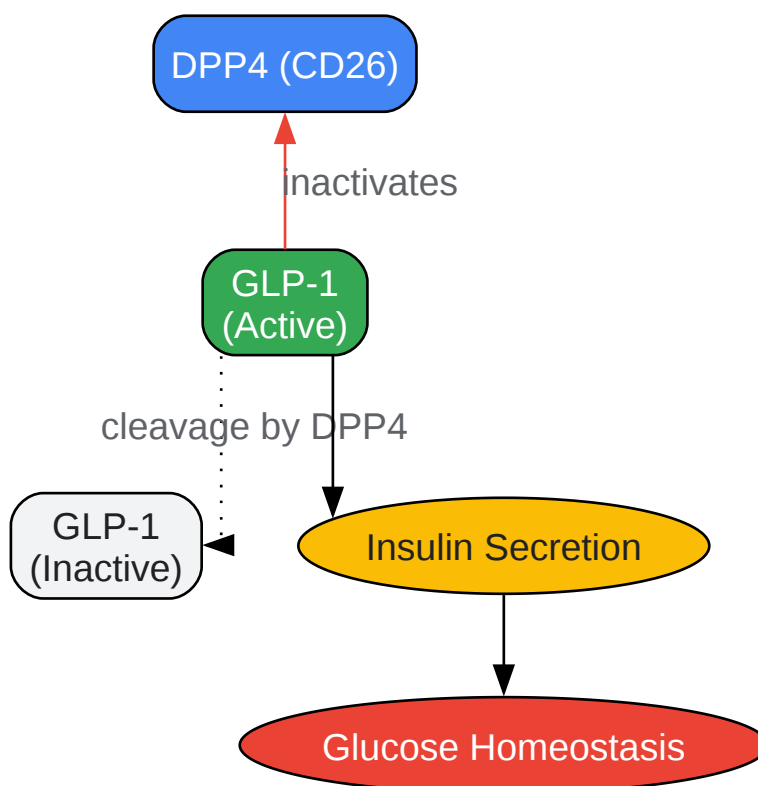 DPP4 (CD26)
inactivates
GLP-1
(Active)
cleavage by DPP4
GLP-1
(Inactive)
Insulin Secretion
Glucose Homeostasis